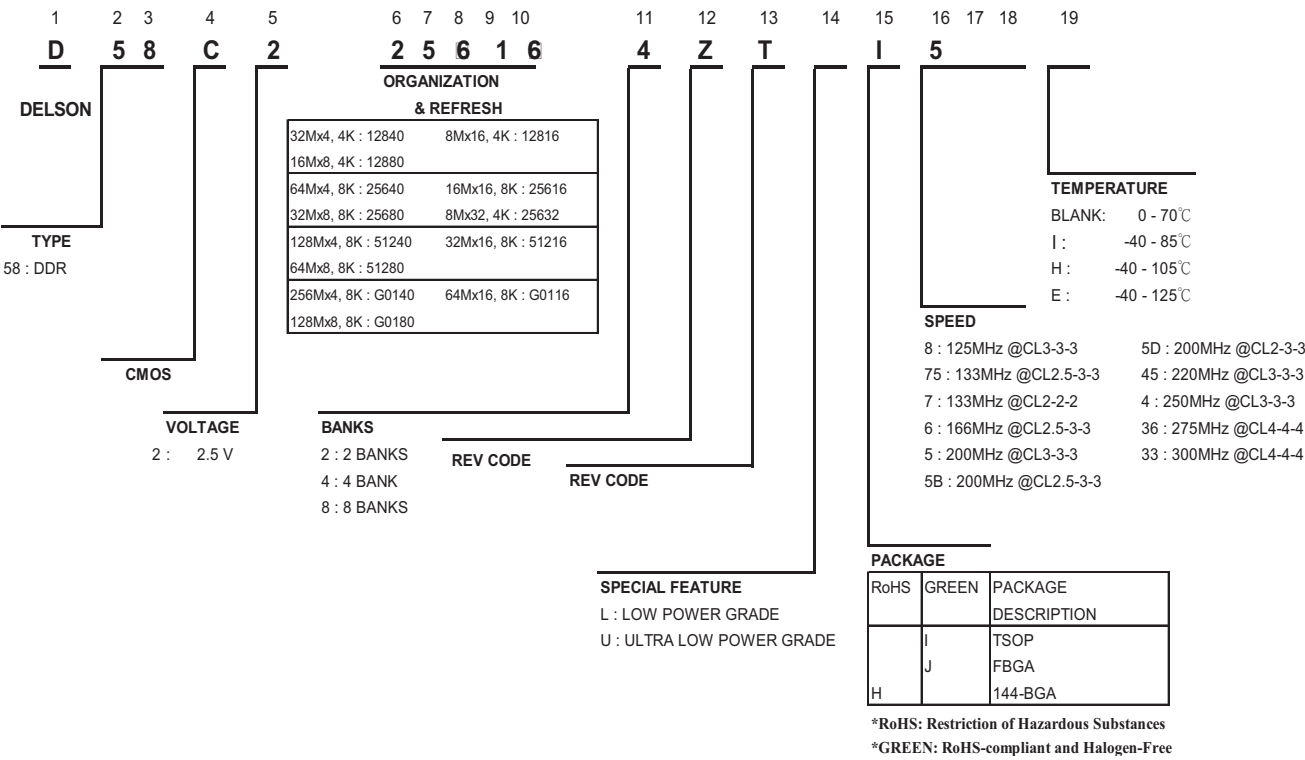 1 2 3 4 5 6 7 8 9 10 11 12 13 14 15 16 17 18 19
D 5 8 C 2 2 5 6 1 6 4 Z T I 5
DELSON
ORGANIZATION
& REFRESH
32Mx4, 4K : 12840 8Mx16, 4K : 12816
16Mx8, 4K : 12880
64Mx4, 8K : 25640 16Mx16, 8K : 25616
32Mx8, 8K : 25680 8Mx32, 4K : 25632
128Mx4, 8K : 51240 32Mx16, 8K : 51216
64Mx8, 8K : 51280
256Mx4, 8K : G0140 64Mx16, 8K : G0116
128Mx8, 8K : G0180
TYPE
58 : DDR
CMOS
VOLTAGE
2 : 2.5 V
BANKS
2 : 2 BANKS
4 : 4 BANK
8 : 8 BANKS
REV CODE
REV CODE
TEMPERATURE
BLANK: 0 - 70℃
I : -40 - 85℃
H : -40 - 105℃
E : -40 - 125℃
SPEED
8 : 125MHz @CL3-3-3 5D : 200MHz @CL2-3-3
75 : 133MHz @CL2.5-3-3 45 : 220MHz @CL3-3-3
7 : 133MHz @CL2-2-2 4 : 250MHz @CL3-3-3
6 : 166MHz @CL2.5-3-3 36 : 275MHz @CL4-4-4
5 : 200MHz @CL3-3-3 33 : 300MHz @CL4-4-4
5B : 200MHz @CL2.5-3-3
SPECIAL FEATURE
L : LOW POWER GRADE
U : ULTRA LOW POWER GRADE
PACKAGE
RoHS GREEN PACKAGE
DESCRIPTION
I TSOP
J FBGA
H 144-BGA
*RoHS: Restriction of Hazardous Substances
*GREEN: RoHS-compliant and Halogen-Free